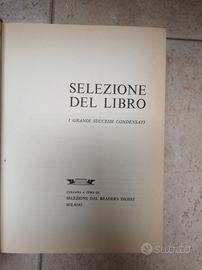 SELEZIONE
DEL LIBRO
I GRANDI SUCCESSI CONDENSATI
COLLANA A CURA DI
SELEZIONE DAL READER'S DIGEST
MILANO
subito